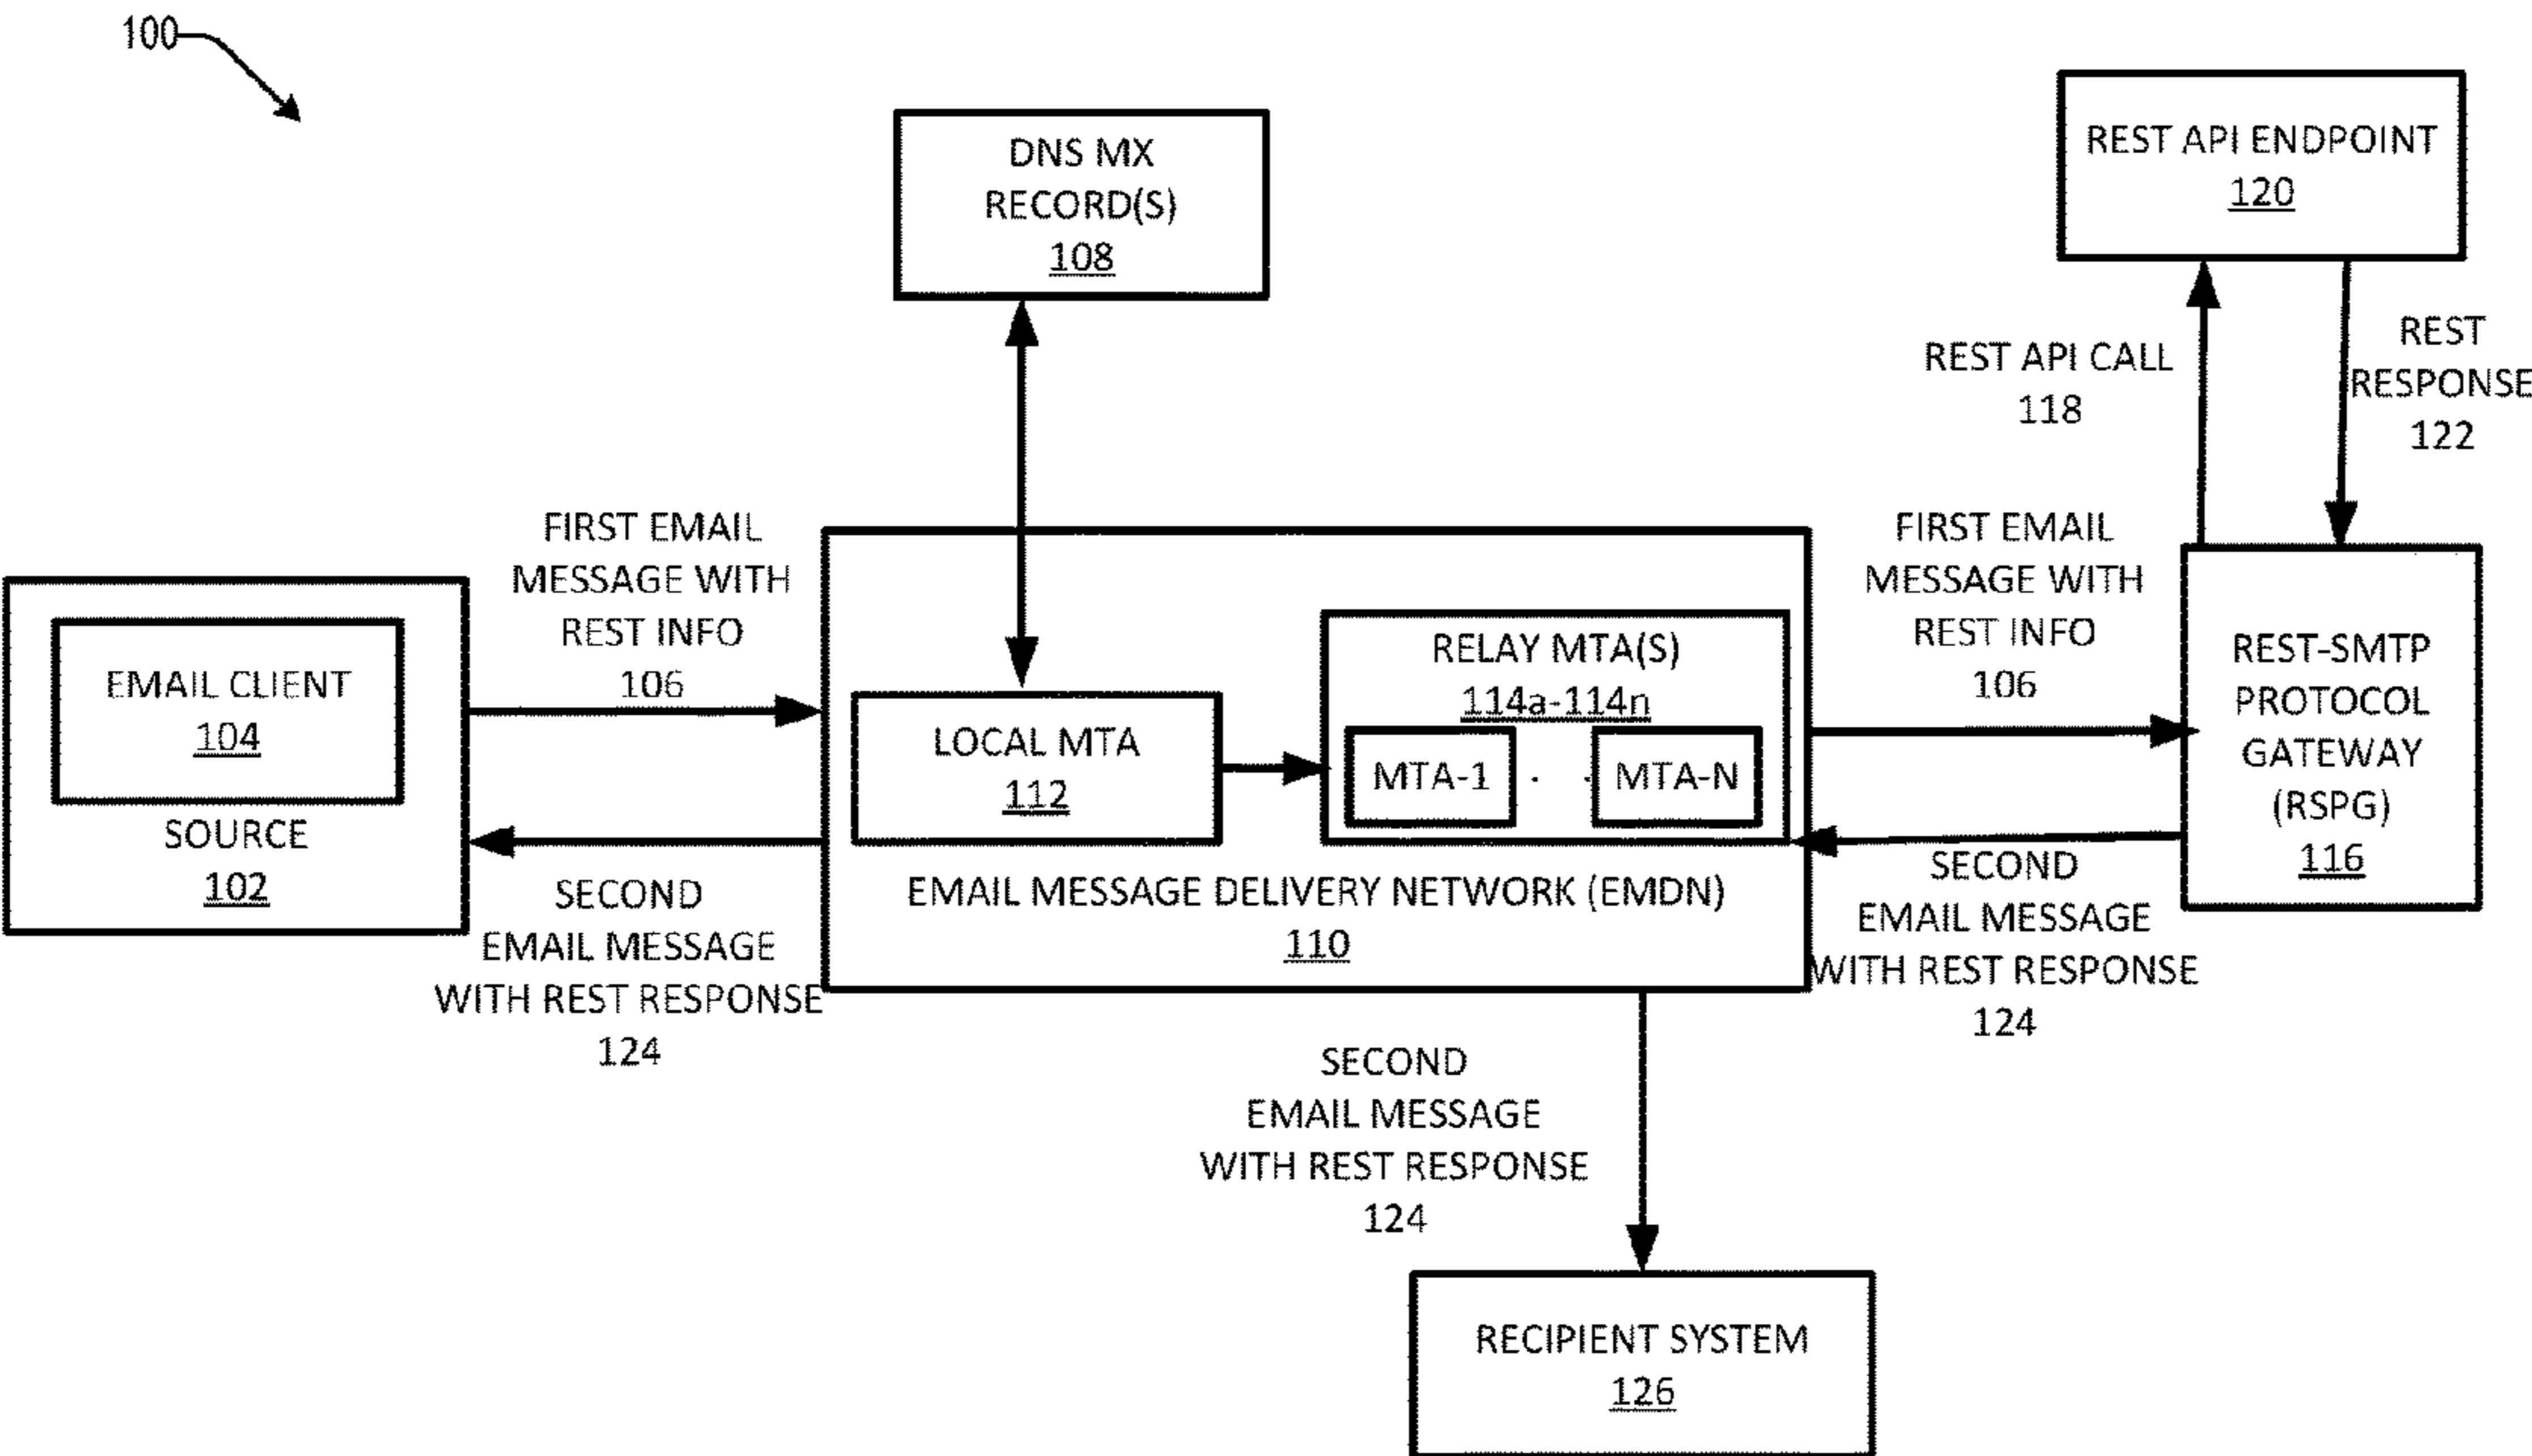 100
DNS MX
RECORD(S)
108
REST API ENDPOINT
120
REST API CALL
118
REST
RESPONSE
122
FIRST EMAIL
MESSAGE WITH
REST INFO
106
EMAIL CLIENT
104
SOURCE
102
SECOND
EMAIL MESSAGE
WITH REST RESPONSE
124
LOCAL MTA
112
RELAY MTA(S)
114a-114n
MTA-1 . . MTA-N
EMAIL MESSAGE DELIVERY NETWORK (EMDN)
110
FIRST EMAIL
MESSAGE WITH
REST INFO
106
REST-SMTP
PROTOCOL
GATEWAY
(RSPG)
116
SECOND
EMAIL MESSAGE
WITH REST RESPONSE
124
SECOND
EMAIL MESSAGE
WITH REST RESPONSE
124
RECIPIENT SYSTEM
126